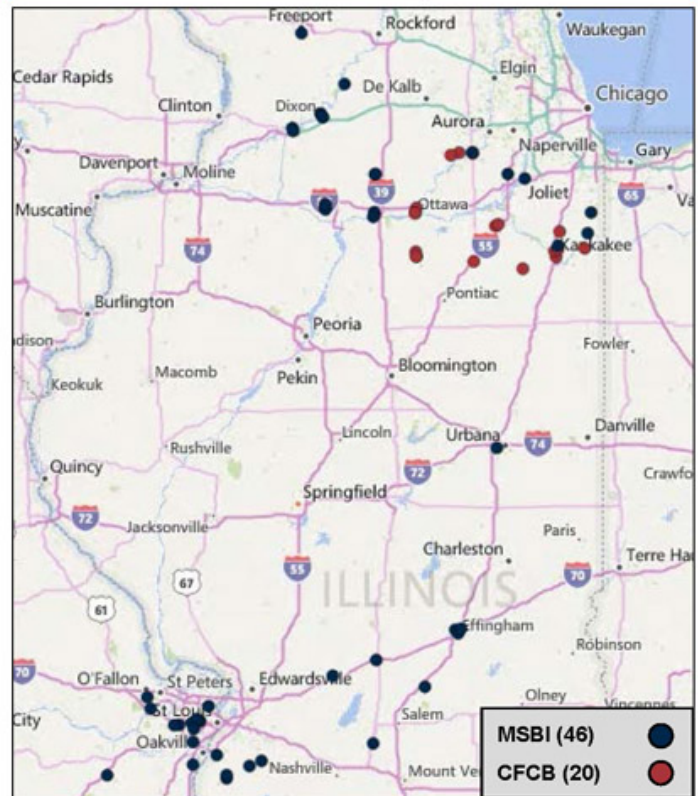 Freeport
Rockford
Waukegan
Cedar Rapids
Elgin
De Kalb
Chicago
Clinton
Dixon
Aurora
Naperville
Davenport
Moline
Gary
Joliet
39
65
Muscatine
Ottawa
74
55
Kankakee
Pontiac
Burlington
Peoria
Fowler
Keokuk
Macomb
Bloomington
Pekin
Lincoln
Urbana
74
Danville
Rushville
Quincy
72
Springfield
72
Jacksonville
Paris
Charleston
Terre Ha
55
70
67
ILLINOIS
61
Effingham
Robinson
70
O'Fallon
St Peters
Edwardsville
Olney
Vincennes
St Louis
City
Salem
Oakville
MSBI (46)
Nashville
Mount Ve
CFCB (20)